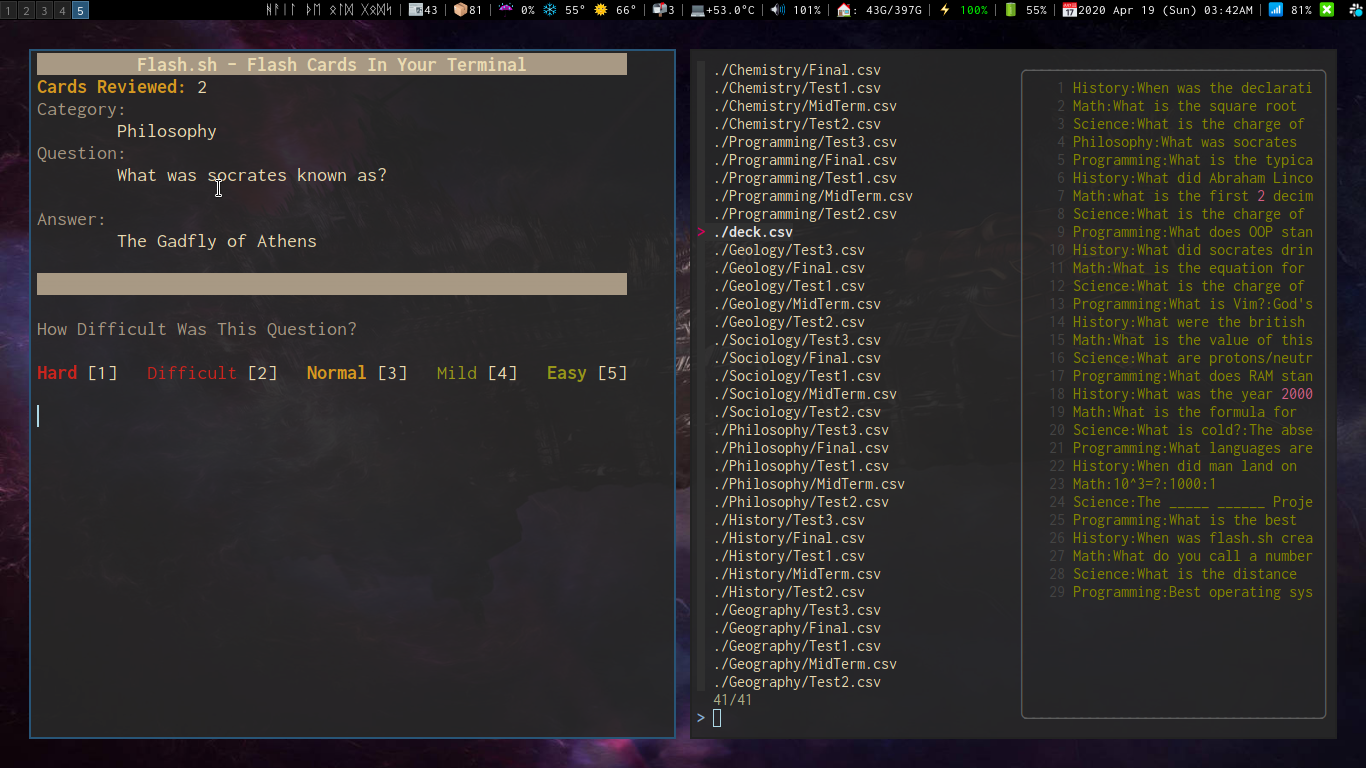 1 2 3 4 5 ᚺᚨᛁᛚ ᚦᛖ ᛟᛚᛞ ᚷᛟᛞᛋ 43 81 0% 55° 66° 3 +53.0°C 101% : 43G/397G 100% 55% 2020 Apr 19 (Sun) 03:42AM 81%
Flash.sh - Flash Cards In Your Terminal
Cards Reviewed: 2
Category:
Philosophy
Question:
What was socrates known as?
Answer:
The Gadfly of Athens
How Difficult Was This Question?
Hard [1] Difficult [2] Normal [3] Mild [4] Easy [5]
./Chemistry/Final.csv
./Chemistry/Test1.csv
./Chemistry/MidTerm.csv
./Chemistry/Test2.csv
./Programming/Test3.csv
./Programming/Final.csv
./Programming/Test1.csv
./Programming/MidTerm.csv
./Programming/Test2.csv
> ./deck.csv
./Geology/Test3.csv
./Geology/Final.csv
./Geology/Test1.csv
./Geology/MidTerm.csv
./Geology/Test2.csv
./Sociology/Test3.csv
./Sociology/Final.csv
./Sociology/Test1.csv
./Sociology/MidTerm.csv
./Sociology/Test2.csv
./Philosophy/Test3.csv
./Philosophy/Final.csv
./Philosophy/Test1.csv
./Philosophy/MidTerm.csv
./Philosophy/Test2.csv
./History/Test3.csv
./History/Final.csv
./History/Test1.csv
./History/MidTerm.csv
./History/Test2.csv
./Geography/Test3.csv
./Geography/Final.csv
./Geography/Test1.csv
./Geography/MidTerm.csv
./Geography/Test2.csv
41/41
>
1 History:When was the declarati
2 Math:What is the square root
3 Science:What is the charge of
4 Philosophy:What was socrates
5 Programming:What is the typica
6 History:What did Abraham Linco
7 Math:what is the first 2 decim
8 Science:What is the charge of
9 Programming:What does OOP stan
10 History:What did socrates drin
11 Math:What is the equation for
12 Science:What is the charge of
13 Programming:What is Vim?:God's
14 History:What were the british
15 Math:What is the value of this
16 Science:What are protons/neutr
17 Programming:What does RAM stan
18 History:What was the year 2000
19 Math:What is the formula for
20 Science:What is cold?:The abse
21 Programming:What languages are
22 History:When did man land on
23 Math:10^3=?:1000:1
24 Science:The _____ ______ Proje
25 Programming:What is the best
26 History:When was flash.sh crea
27 Math:What do you call a number
28 Science:What is the distance
29 Programming:Best operating sys